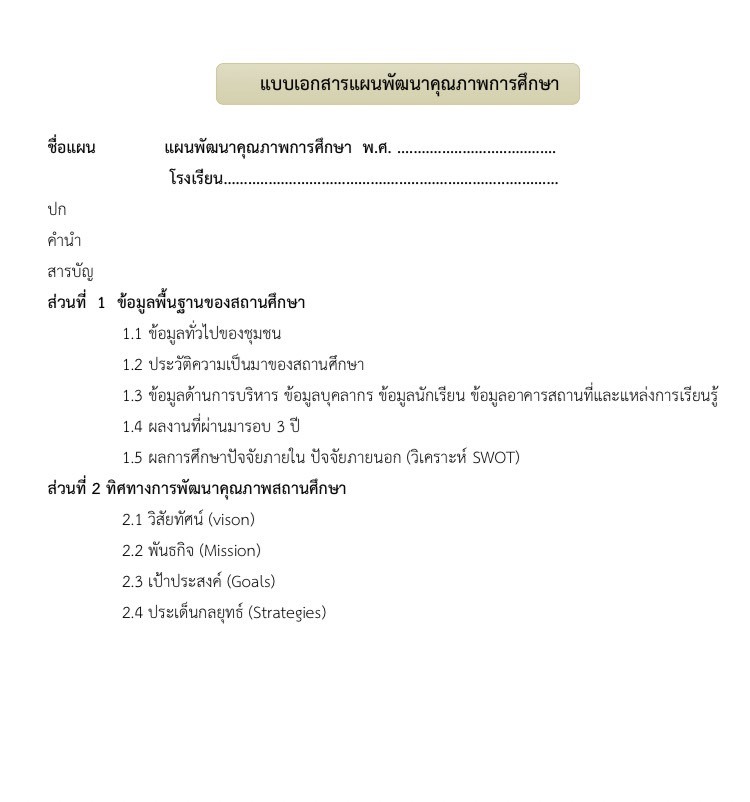 แบบเอกสารแผนพัฒนาคุณภาพการศึกษา
ชื่อแผน แผนพัฒนาคุณภาพการศึกษา พ.ศ. .......................................
โรงเรียน..................................................................................
ปก
คำนำ
สารบัญ
ส่วนที่ 1 ข้อมูลพื้นฐานของสถานศึกษา
1.1 ข้อมูลทั่วไปของชุมชน
1.2 ประวัติความเป็นมาของสถานศึกษา
1.3 ข้อมูลด้านการบริหาร ข้อมูลบุคลากร ข้อมูลนักเรียน ข้อมูลอาคารสถานที่และแหล่งการเรียนรู้
1.4 ผลงานที่ผ่านมารอบ 3 ปี
1.5 ผลการศึกษาปัจจัยภายใน ปัจจัยภายนอก (วิเคราะห์ SWOT)
ส่วนที่ 2 ทิศทางการพัฒนาคุณภาพสถานศึกษา
2.1 วิสัยทัศน์ (vison)
2.2 พันธกิจ (Mission)
2.3 เป้าประสงค์ (Goals)
2.4 ประเด็นกลยุทธ์ (Strategies)